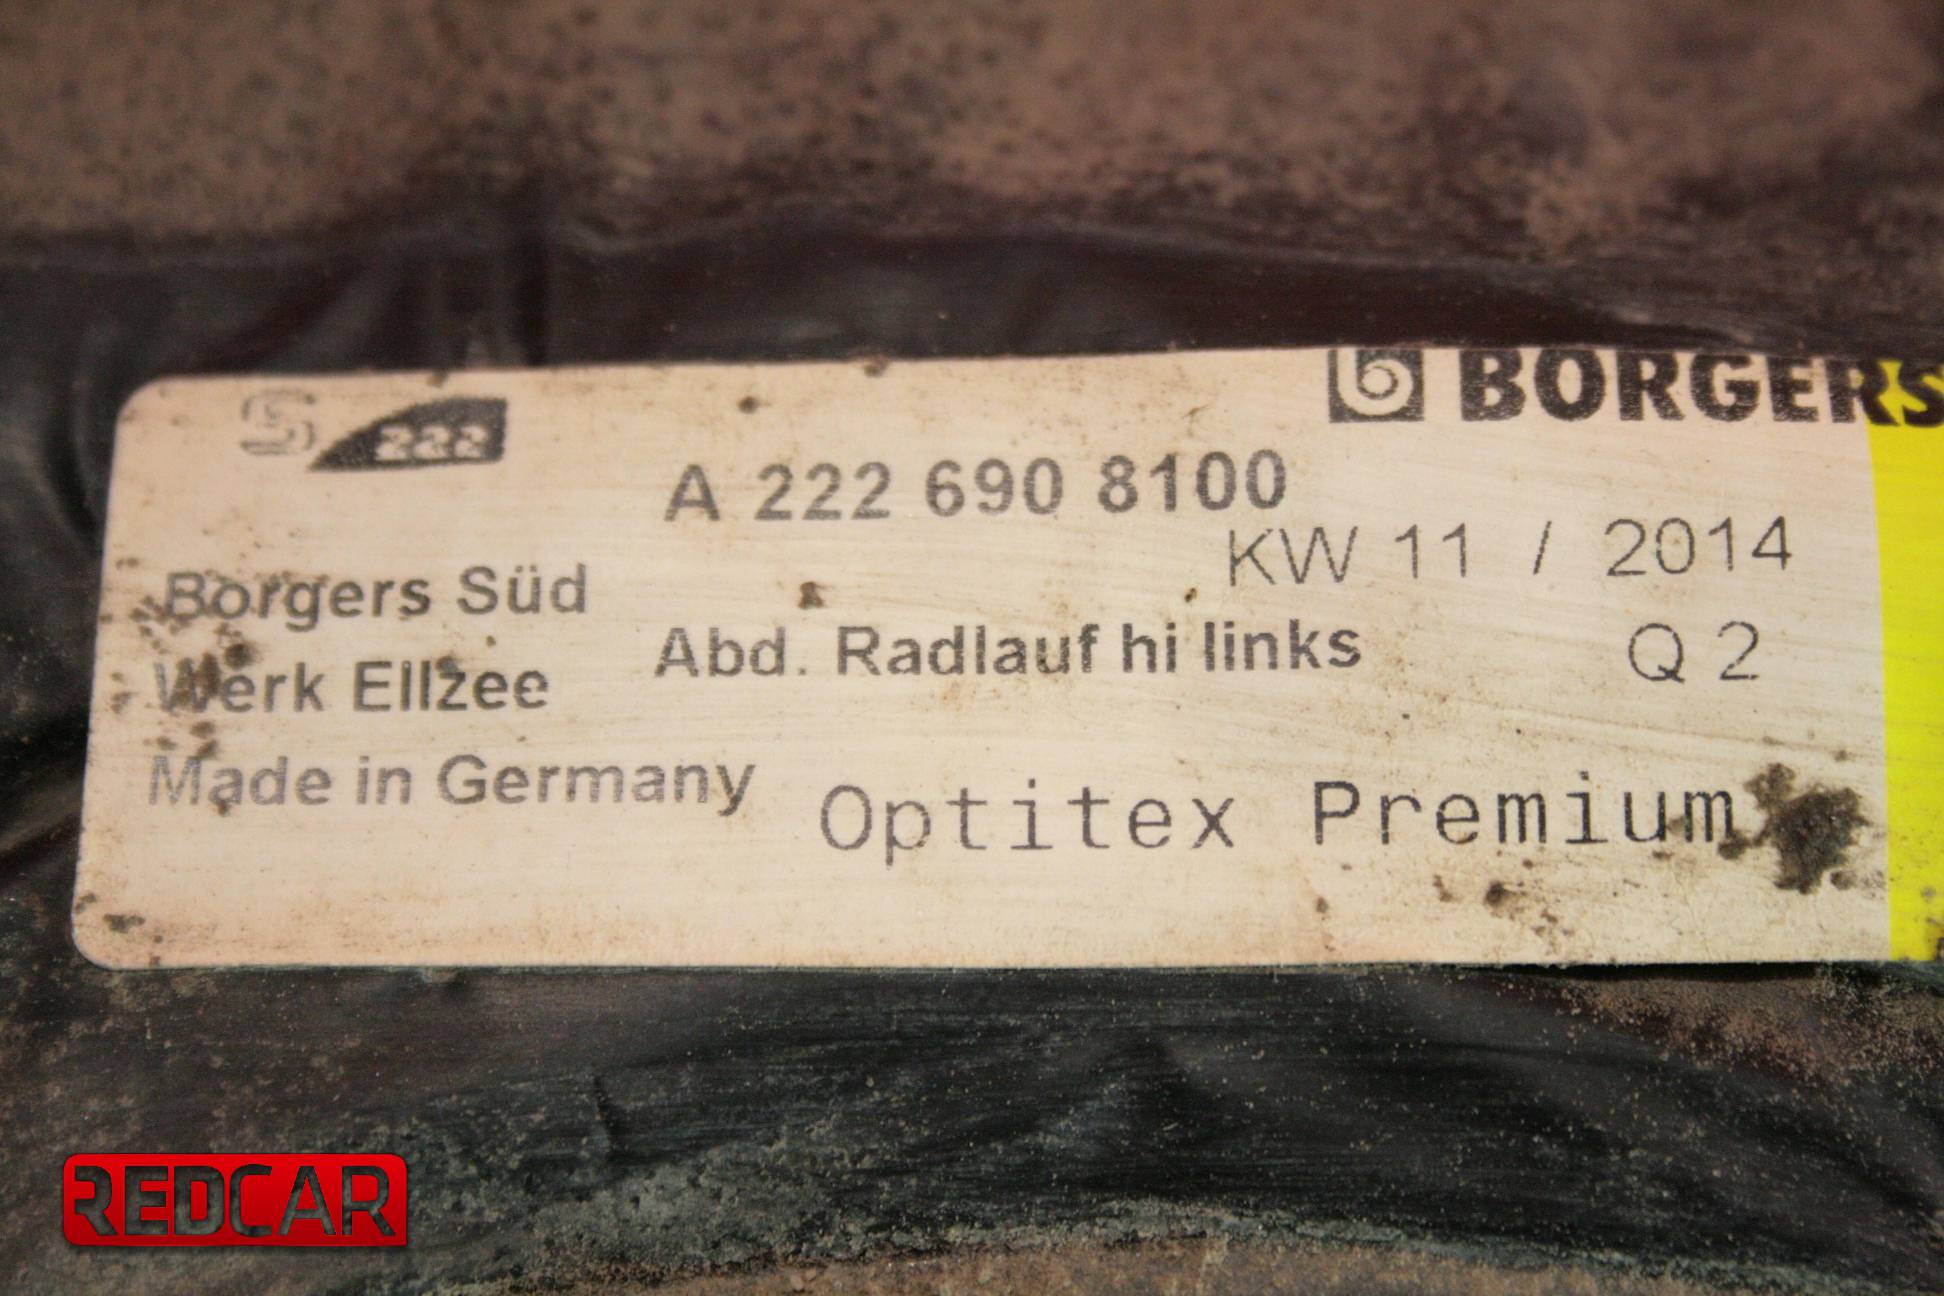 BORGERS
S 222
A 222 690 8100
KW 11 / 2014
Borgers Süd
Abd. Radlauf hi links
Q 2
Werk Ellzee
Made in Germany
Optitex Premium
REDCAR